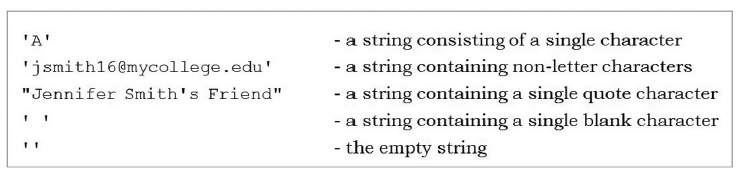 'A' - a string consisting of a single character
'jsmith16@mycollege.edu' - a string containing non-letter characters
"Jennifer Smith's Friend" - a string containing a single quote character
' ' - a string containing a single blank character
'' - the empty string